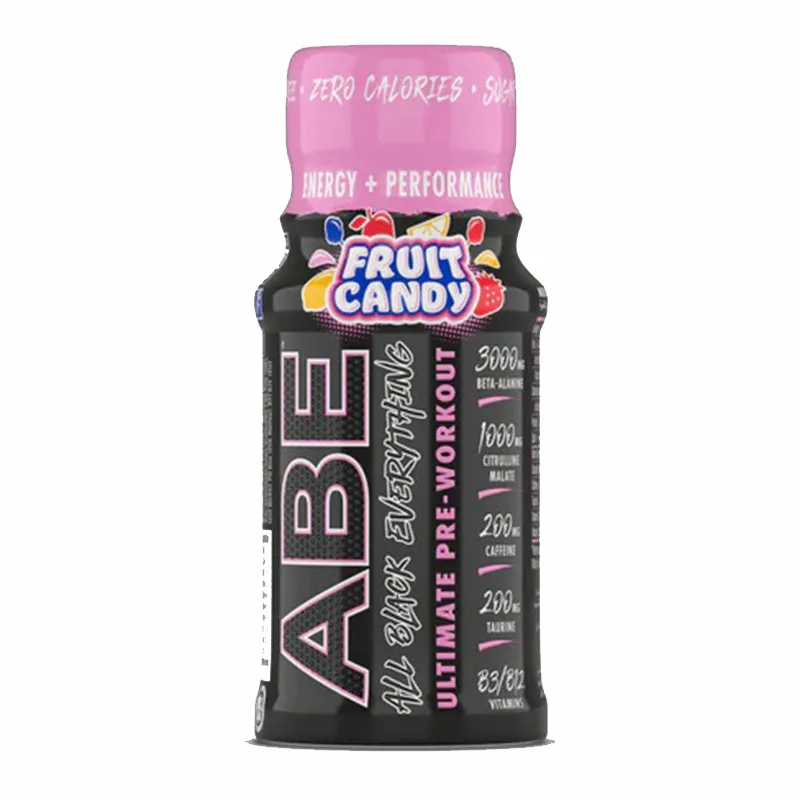 • ZERO CALORIES •
ENERGY + PERFORMANCE
FRUIT
CANDY
ABE
ALL BLACK EVERYTHING
ULTIMATE PRE-WORKOUT
3000MG
BETA-ALANINE
1000MG
CITRULLINE
MALATE
200MG
CAFFEINE
200MG
TAURINE
B3/B12
VITAMINS